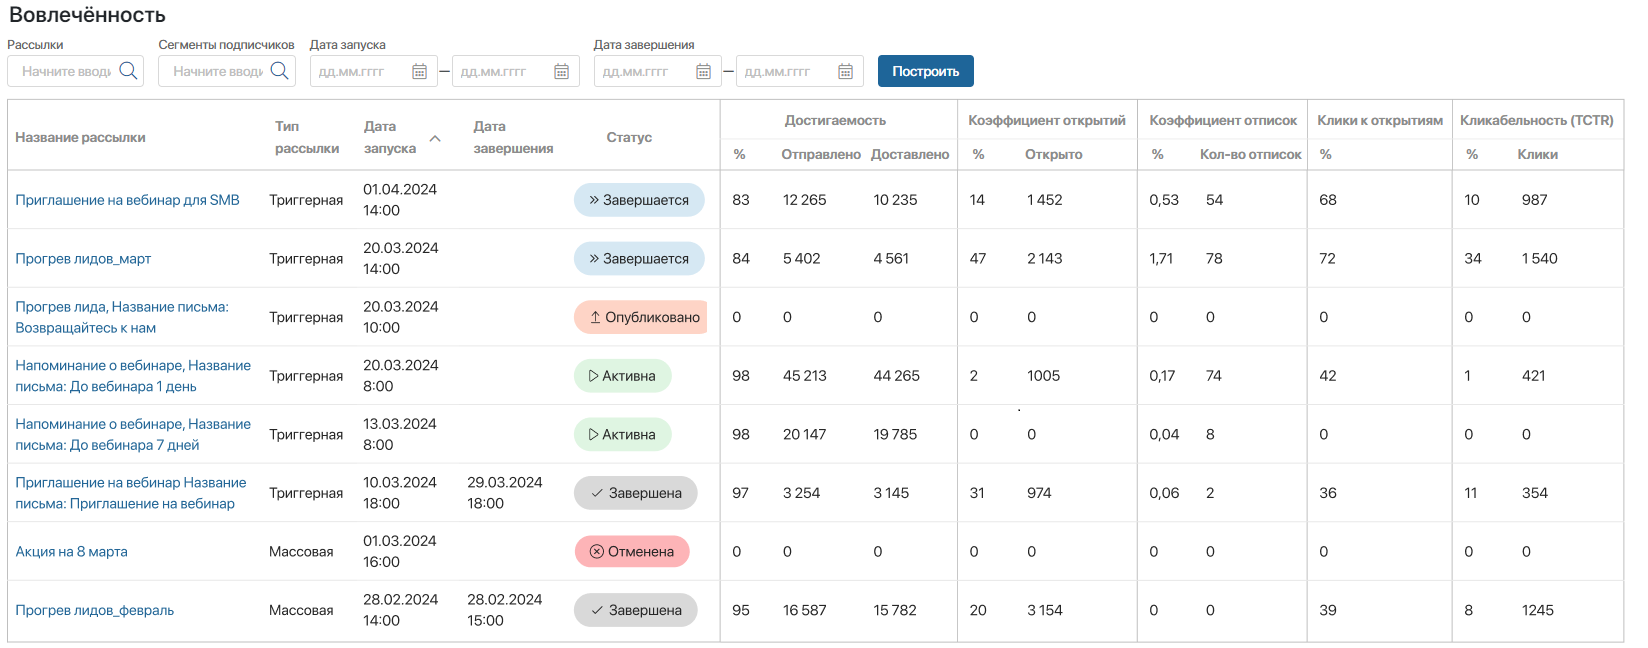 Вовлечённость
Рассылки Сегменты подписчиков Дата запуска Дата завершения
Начните вводи Начните вводи дд.мм.гггг — дд.мм.гггг дд.мм.гггг — дд.мм.гггг Построить
Название рассылки Тип рассылки Дата запуска Дата завершения Статус Достигаемость Коэффициент открытий Коэффициент отписок Клики к открытиям Кликабельность (TCTR)
% Отправлено Доставлено % Открыто % Кол-во отписок % % Клики
Приглашение на вебинар для SMB Триггерная 01.04.2024 14:00 Завершается 83 12 265 10 235 14 1 452 0,53 54 68 10 987
Прогрев лидов_март Триггерная 20.03.2024 14:00 Завершается 84 5 402 4 561 47 2 143 1,71 78 72 34 1 540
Прогрев лида, Название письма: Возвращайтесь к нам Триггерная 20.03.2024 10:00 Опубликовано 0 0 0 0 0 0 0 0 0 0
Напоминание о вебинаре, Название письма: До вебинара 1 день Триггерная 20.03.2024 8:00 Активна 98 45 213 44 265 2 1005 0,17 74 42 1 421
Напоминание о вебинаре, Название письма: До вебинара 7 дней Триггерная 13.03.2024 8:00 Активна 98 20 147 19 785 0 0 0,04 8 0 0 0
Приглашение на вебинар Название письма: Приглашение на вебинар Триггерная 10.03.2024 18:00 29.03.2024 18:00 Завершена 97 3 254 3 145 31 974 0,06 2 36 11 354
Акция на 8 марта Массовая 01.03.2024 16:00 Отменена 0 0 0 0 0 0 0 0 0 0
Прогрев лидов_февраль Массовая 28.02.2024 14:00 28.02.2024 15:00 Завершена 95 16 587 15 782 20 3 154 0 0 39 8 1245